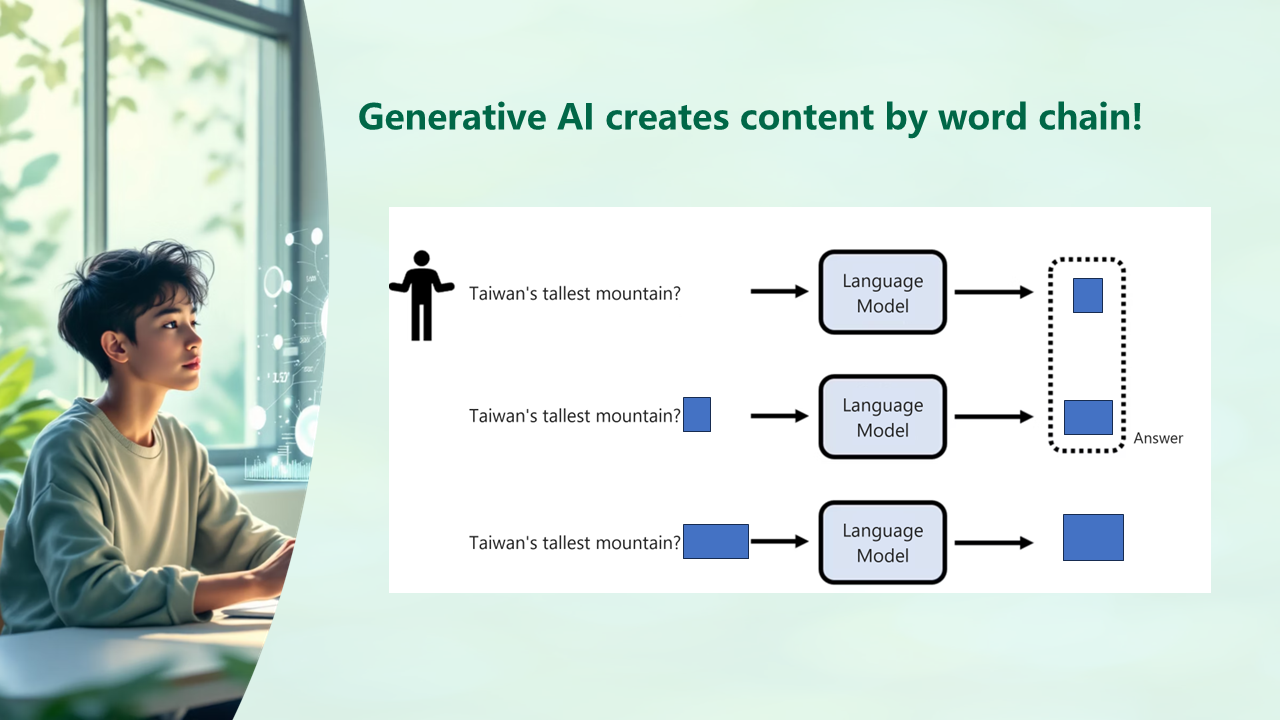 Generative AI creates content by word chain!
Taiwan's tallest mountain?
Language
Model
Taiwan's tallest mountain?
Language
Model
Answer
Taiwan's tallest mountain?
Language
Model